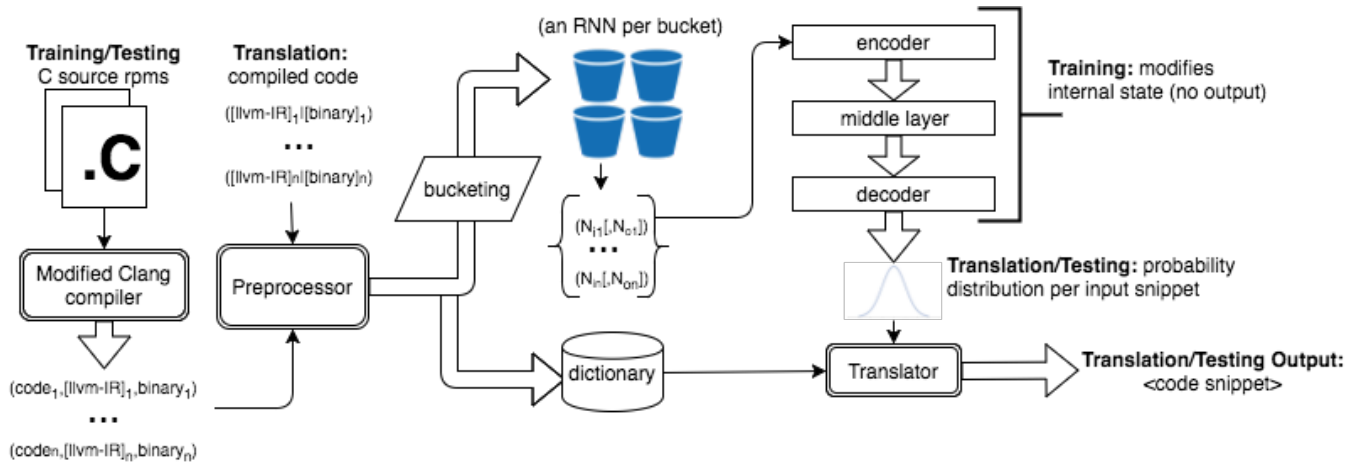 Training/Testing
C source rpms
.C
Modified Clang
compiler
(code1,[llvm-IR]1,binary1)
...
(coden,[llvm-IR]n,binaryn)
Translation:
compiled code
([llvm-IR]1|[binary]1)
...
([llvm-IR]n|[binary]n)
Preprocessor
bucketing
(an RNN per bucket)
(Ni1[,No1])
...
(Nin[,Non])
dictionary
encoder
middle layer
decoder
Training: modifies
internal state (no output)
Translation/Testing: probability
distribution per input snippet
Translator
Translation/Testing Output:
<code snippet>